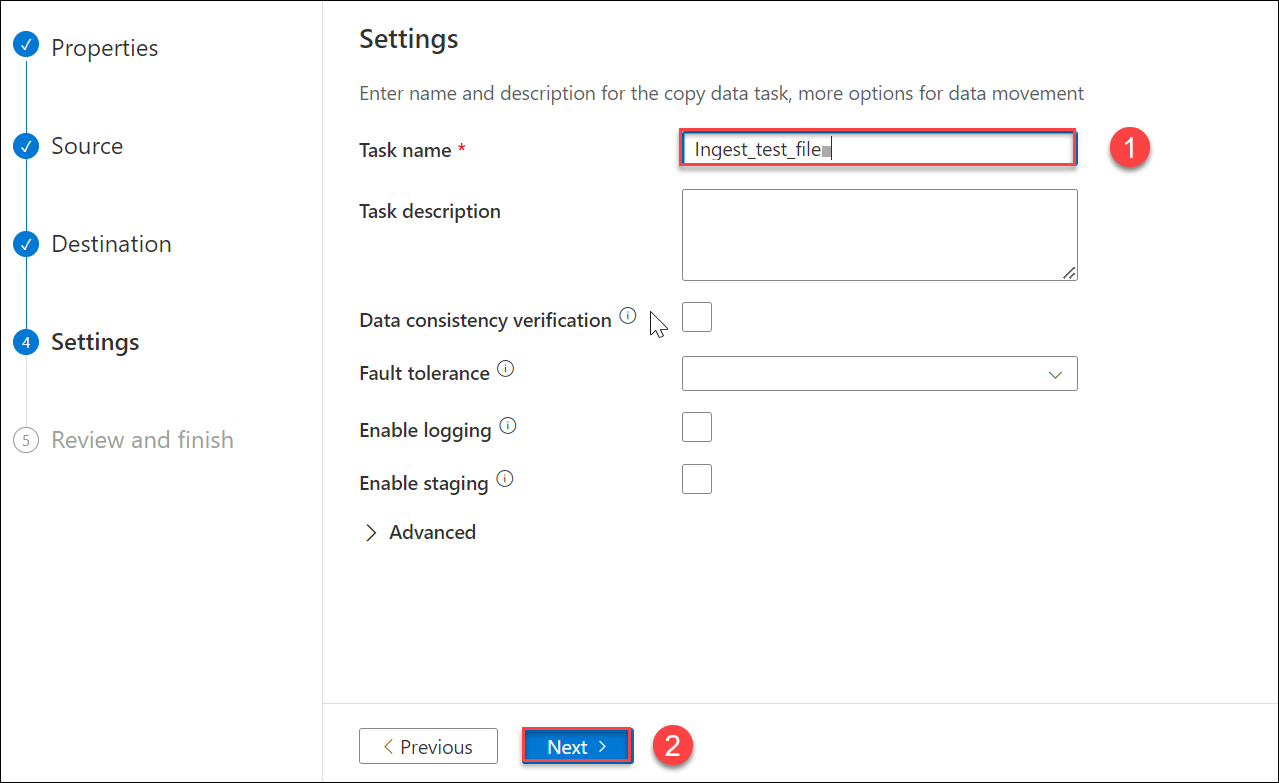 Properties
Source
Destination
4 Settings
5 Review and finish
Settings
Enter name and description for the copy data task, more options for data movement
Task name * Ingest_test_file 1
Task description
Data consistency verification
Fault tolerance
Enable logging
Enable staging
Advanced
Previous Next 2